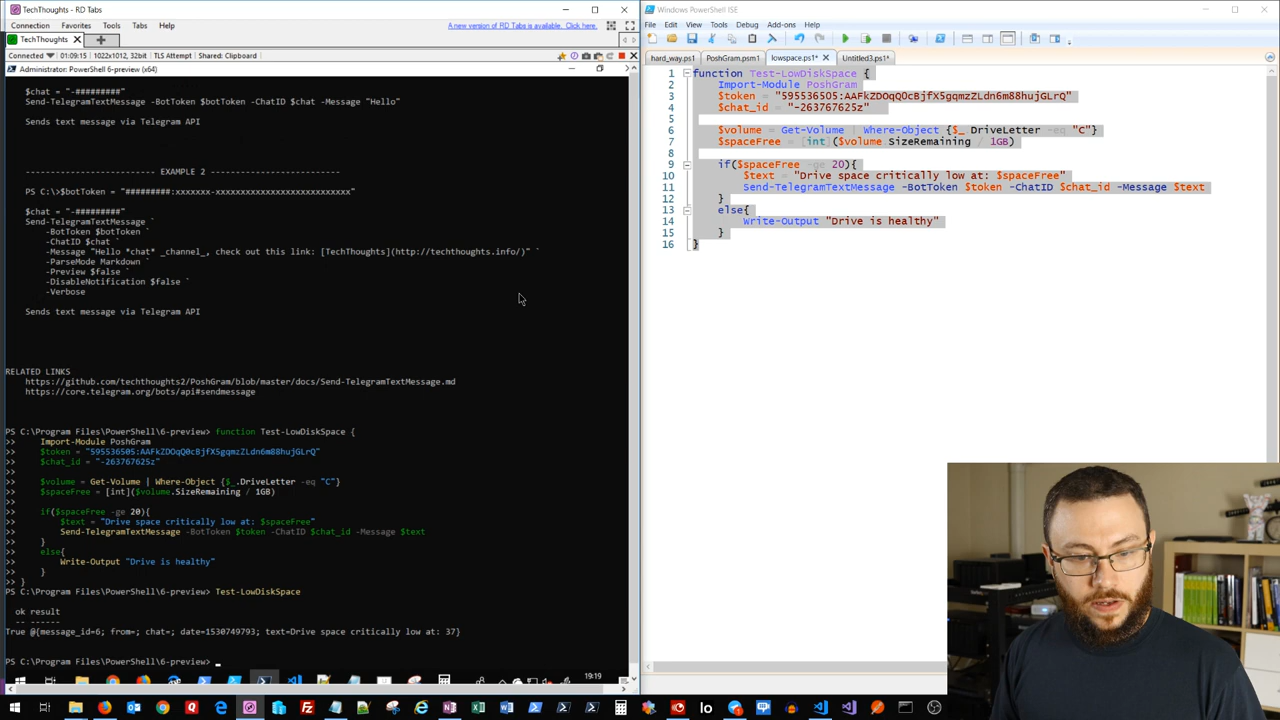 TechThoughts - RD Tabs
Connection Favorites Tools Tabs Help
A new version of RD Tabs is available. Click here.
TechThoughts
Connected 01:09:15 1022x1012, 32bit TLS Attempt Shared: Clipboard
Administrator: PowerShell 6-preview (x64)
$chat = "-#########"
Send-TelegramTextMessage -BotToken $botToken -ChatID $chat -Message "Hello"
Sends text message via Telegram API
-------------------------- EXAMPLE 2 --------------------------
PS C:\>$botToken = "#########:xxxxxxx-xxxxxxxxxxxxxxxxxxxxxxxxxxx"
$chat = "-#########"
Send-TelegramTextMessage `
-BotToken $botToken `
-ChatID $chat `
-Message "Hello *chat* _channel_, check out this link: [TechThoughts](http://techthoughts.info/)" `
-ParseMode Markdown `
-Preview $false `
-DisableNotification $false `
-Verbose
Sends text message via Telegram API
RELATED LINKS
https://github.com/techthoughts2/PoshGram/blob/master/docs/Send-TelegramTextMessage.md
https://core.telegram.org/bots/api#sendmessage
PS C:\Program Files\PowerShell\6-preview> function Test-LowDiskSpace {
>> Import-Module PoshGram
>> $token = "595536505:AAFkZDOqQ0cBjfX5gqmzZLdn6m88hujGLrQ"
>> $chat_id = "-263767625z"
>>
>> $volume = Get-Volume | Where-Object {$_.DriveLetter -eq "C"}
>> $spaceFree = [int]($volume.SizeRemaining / 1GB)
>>
>> if($spaceFree -ge 20){
>> $text = "Drive space critically low at: $spaceFree"
>> Send-TelegramTextMessage -BotToken $token -ChatID $chat_id -Message $text
>> }
>> else{
>> Write-Output "Drive is healthy"
>> }
>> }
PS C:\Program Files\PowerShell\6-preview> Test-LowDiskSpace
ok result
-- ------
True @{message_id=6; from=; chat=; date=1530749793; text=Drive space critically low at: 37}
PS C:\Program Files\PowerShell\6-preview> _
19:19
Windows PowerShell ISE
File Edit View Tools Debug Add-ons Help
hard_way.ps1 PoshGram.psm1 lowspace.ps1* Untitled3.ps1*
1 function Test-LowDiskSpace {
2 Import-Module PoshGram
3 $token = "595536505:AAFkZDOqQ0cBjfX5gqmzZLdn6m88hujGLrQ"
4 $chat_id = "-263767625z"
5
6 $volume = Get-Volume | Where-Object {$_.DriveLetter -eq "C"}
7 $spaceFree = [int]($volume.SizeRemaining / 1GB)
8
9 if($spaceFree -ge 20){
10 $text = "Drive space critically low at: $spaceFree"
11 Send-TelegramTextMessage -BotToken $token -ChatID $chat_id -Message $text
12 }
13 else{
14 Write-Output "Drive is healthy"
15 }
16 }